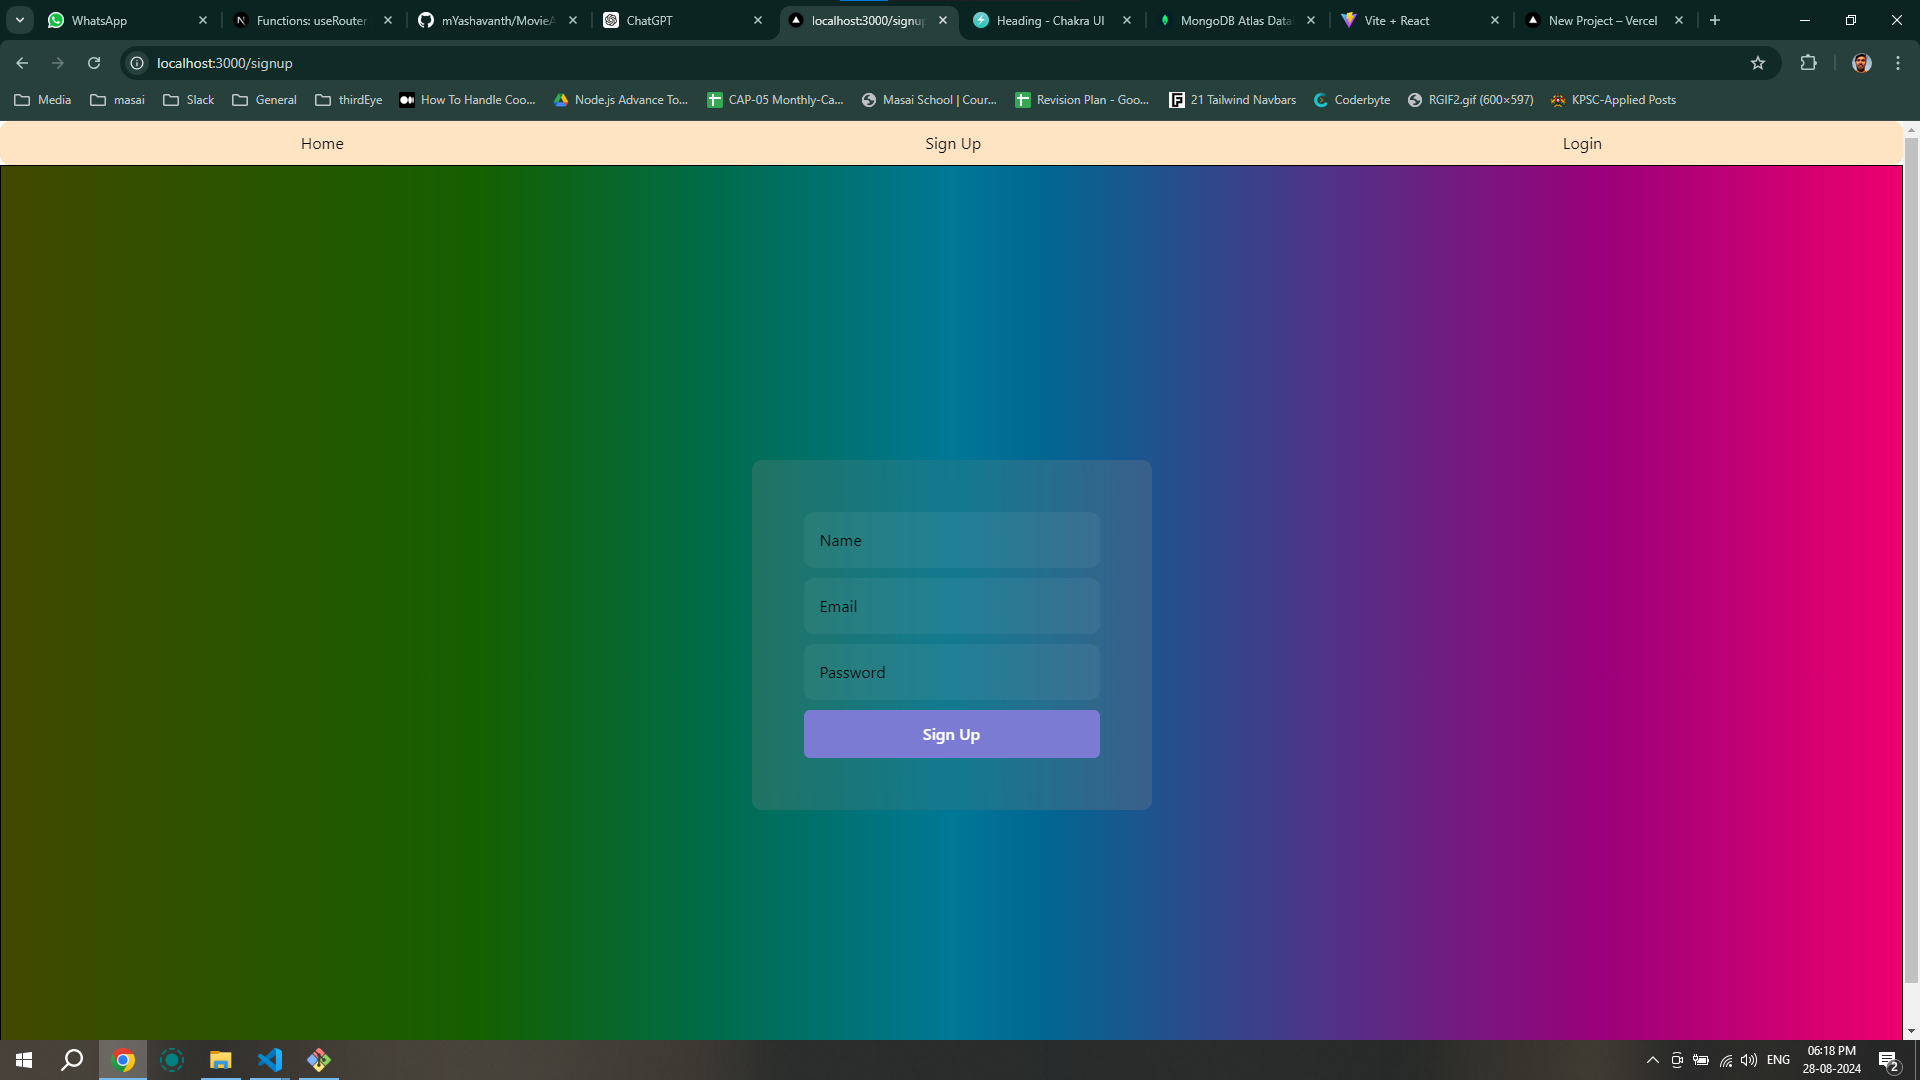 WhatsApp
Functions: useRouter
mYashavanth/MovieA
ChatGPT
localhost:3000/signup
Heading - Chakra UI
MongoDB Atlas Data
Vite + React
New Project – Vercel
localhost:3000/signup
Media
masai
Slack
General
thirdEye
How To Handle Coo...
Node.js Advance To...
CAP-05 Monthly-Ca...
Masai School | Cour...
Revision Plan - Goo...
21 Tailwind Navbars
Coderbyte
RGIF2.gif (600×597)
KPSC-Applied Posts
Home
Sign Up
Login
Name
Email
Password
Sign Up
ENG
06:18 PM
28-08-2024
2